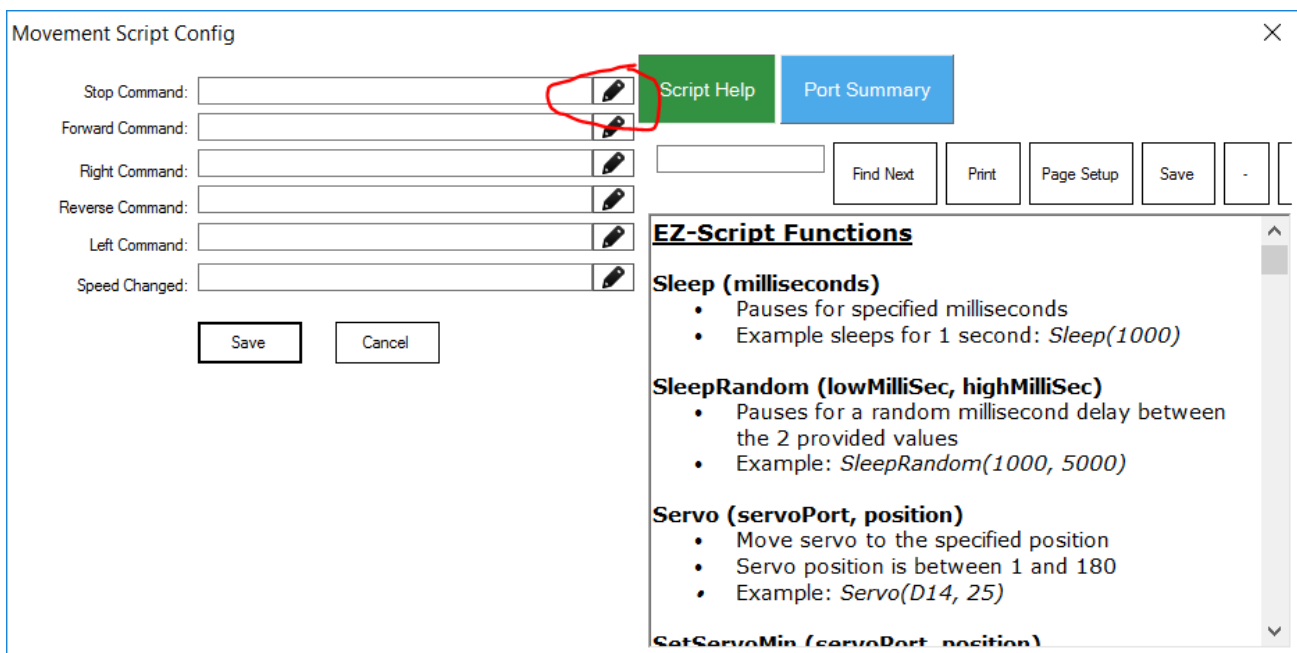 Movement Script Config
Stop Command:
Forward Command:
Right Command:
Reverse Command:
Left Command:
Speed Changed:
Save
Cancel
Script Help
Port Summary
Find Next
Print
Page Setup
Save
-
EZ-Script Functions
Sleep (milliseconds)
• Pauses for specified milliseconds
• Example sleeps for 1 second: Sleep(1000)
SleepRandom (lowMilliSec, highMilliSec)
• Pauses for a random millisecond delay between
the 2 provided values
• Example: SleepRandom(1000, 5000)
Servo (servoPort, position)
• Move servo to the specified position
• Servo position is between 1 and 180
• Example: Servo(D14, 25)
SetServoMin (servoPort, position)